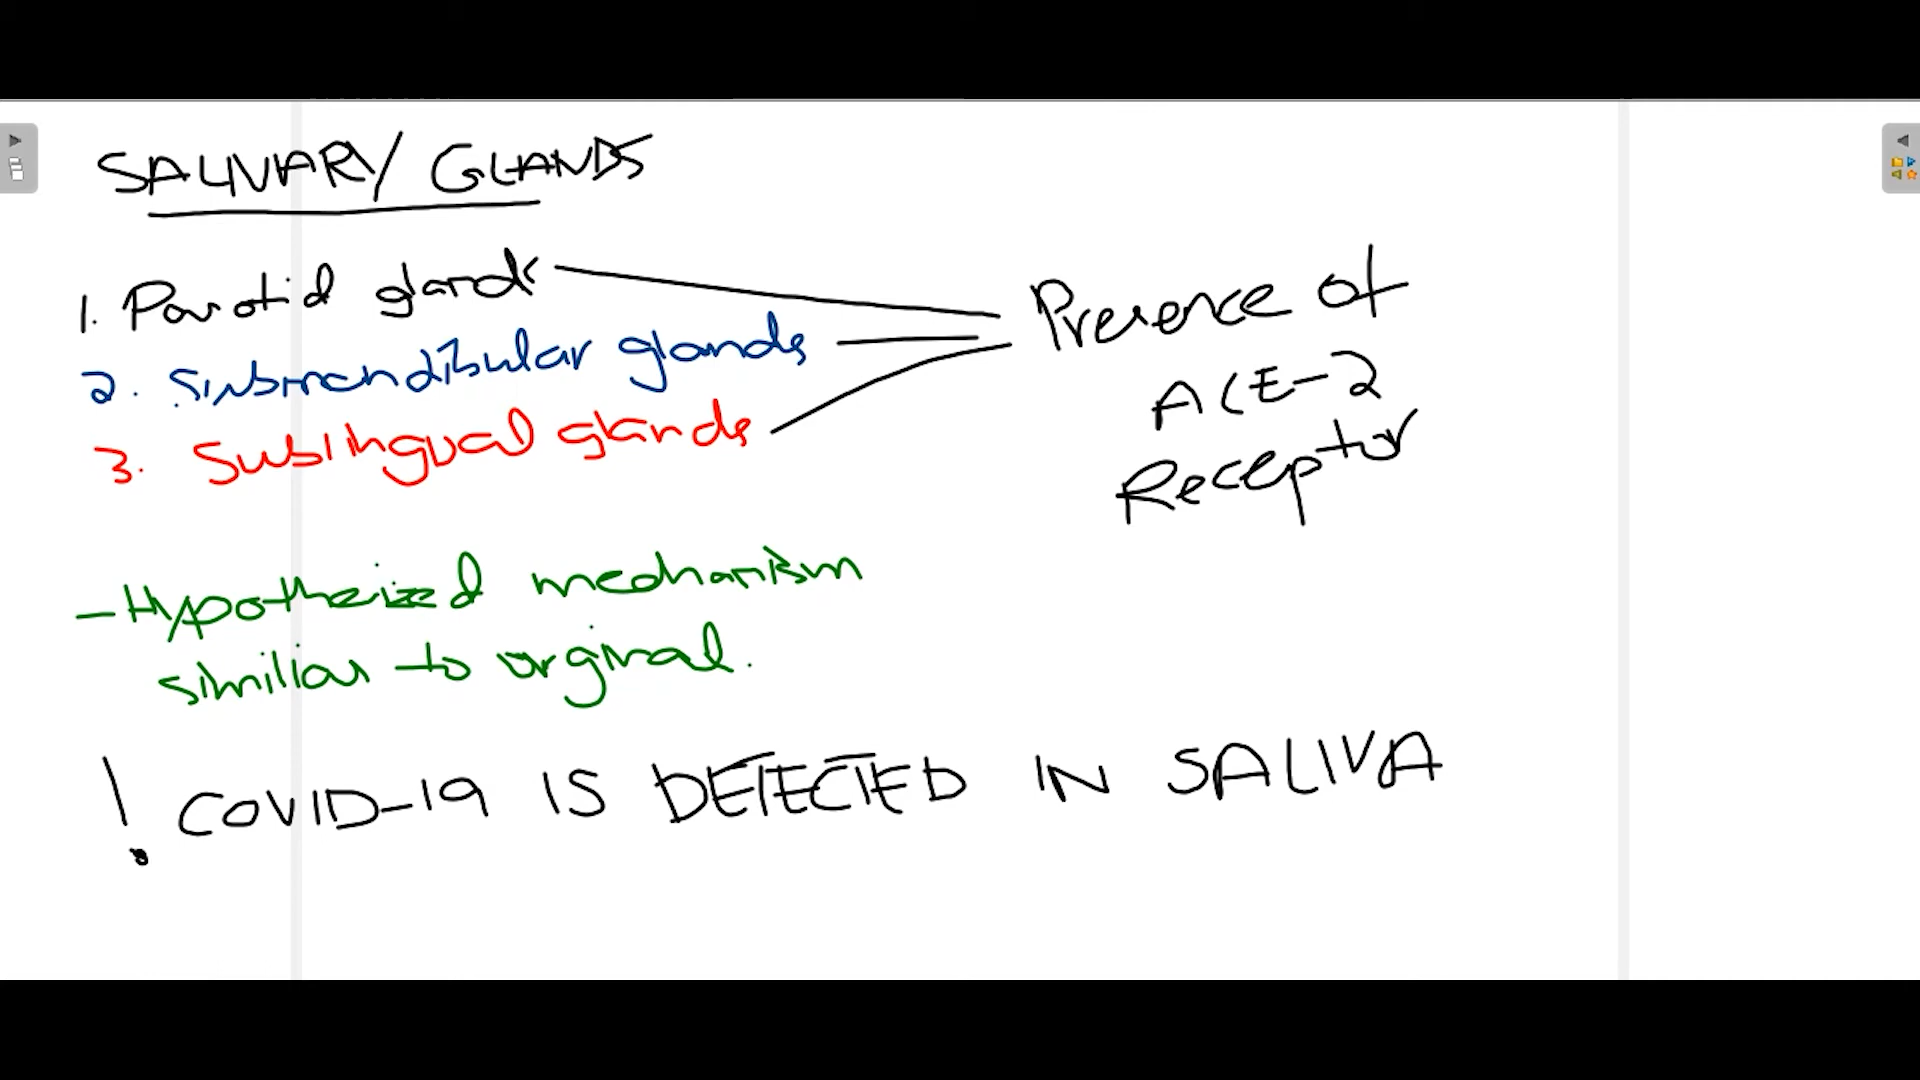 SALIVARY GLANDS
1. Parotid glands
2. Submandibular glands
3. Sublingual glands
Presence of
ACE-2
Receptor
- Hypothesized mechanism
similiar to orginal.
! COVID-19 IS DETECTED IN SALIVA